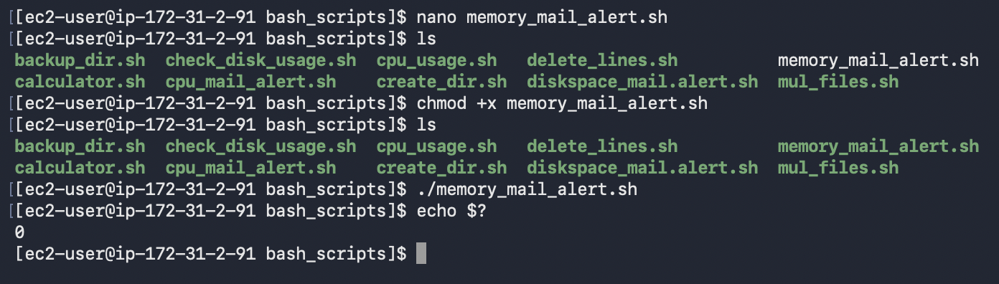 [[ec2-user@ip-172-31-2-91 bash_scripts]$ nano memory_mail_alert.sh
[[ec2-user@ip-172-31-2-91 bash_scripts]$ ls
backup_dir.sh  check_disk_usage.sh  cpu_usage.sh   delete_lines.sh          memory_mail_alert.sh
calculator.sh  cpu_mail_alert.sh    create_dir.sh  diskspace_mail.alert.sh  mul_files.sh
[[ec2-user@ip-172-31-2-91 bash_scripts]$ chmod +x memory_mail_alert.sh
[[ec2-user@ip-172-31-2-91 bash_scripts]$ ls
backup_dir.sh  check_disk_usage.sh  cpu_usage.sh   delete_lines.sh          memory_mail_alert.sh
calculator.sh  cpu_mail_alert.sh    create_dir.sh  diskspace_mail.alert.sh  mul_files.sh
[[ec2-user@ip-172-31-2-91 bash_scripts]$ ./memory_mail_alert.sh
[[ec2-user@ip-172-31-2-91 bash_scripts]$ echo $?
0
[ec2-user@ip-172-31-2-91 bash_scripts]$